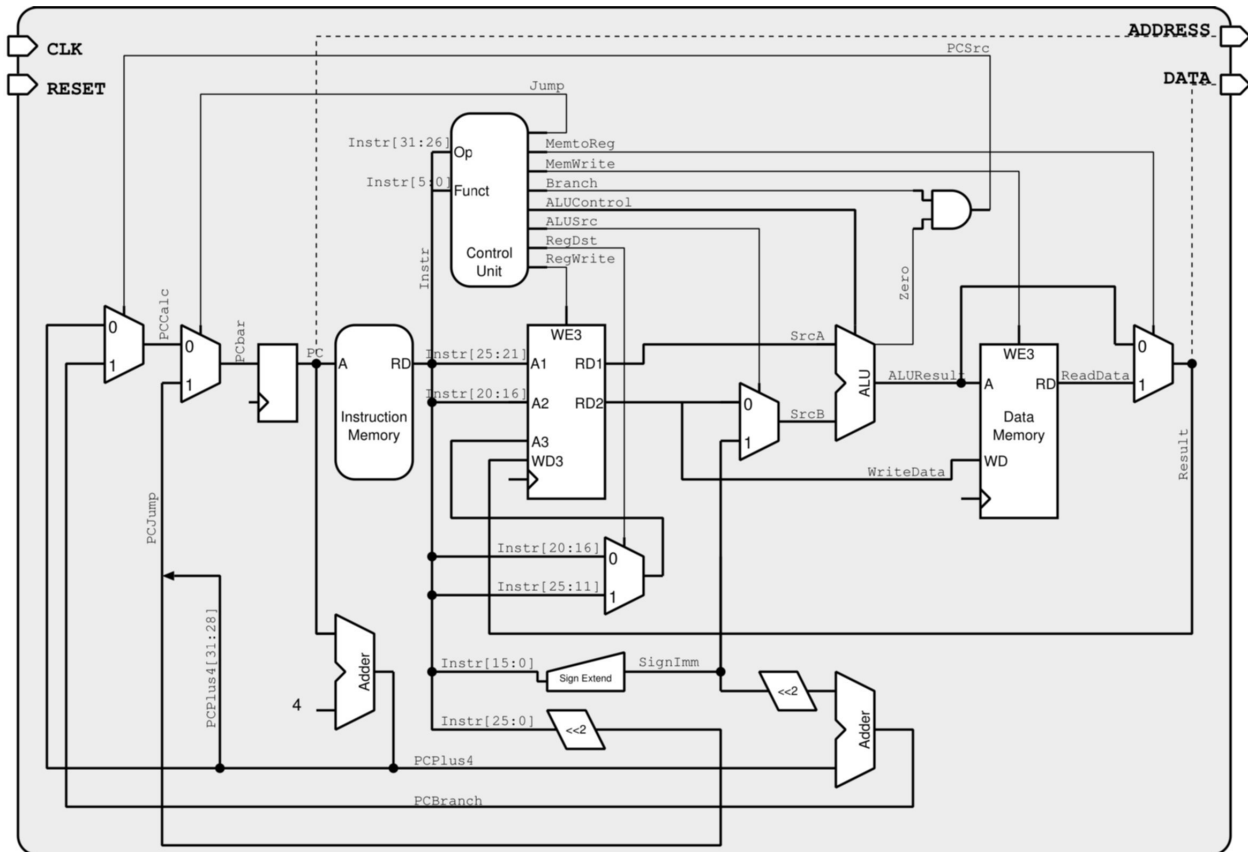 CLK
RESET
ADDRESS
DATA
PCSrc
Jump
Instr[31:26]
Op
Instr[5:0]
Funct
Control
Unit
MemtoReg
MemWrite
Branch
ALUControl
ALUSrc
RegDst
RegWrite
Instr
Zero
0
1
PCCalc
0
1
PCbar
PC
A
RD
Instruction
Memory
Instr[25:21]
Instr[20:16]
WE3
A1
RD1
A2
RD2
A3
WD3
SrcA
0
1
SrcB
ALU
ALUResult
WE3
A
RD
Data
Memory
WD
ReadData
WriteData
0
1
Result
PCJump
Instr[20:16]
0
Instr[25:11]
1
PCPlus4[31:28]
4
Adder
Instr[15:0]
Sign Extend
SignImm
<<2
Adder
Instr[25:0]
<<2
PCPlus4
PCBranch